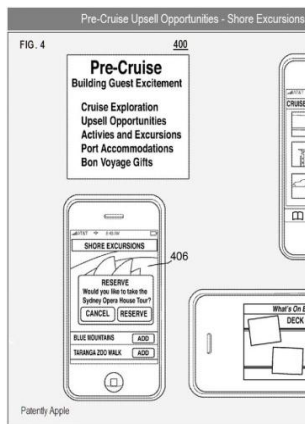 Pre-Cruise Upsell Opportunities - Shore Excursions
FIG. 4
400
Pre-Cruise
Building Guest Excitement
Cruise Exploration
Upsell Opportunities
Activies and Excursions
Port Accommodations
Bon Voyage Gifts
CRUISE
AT&T
SHORE EXCURSIONS
406
RESERVE
Would you like to take the
Sydney Opera House Tour?
CANCEL RESERVE
BLUE MOUNTAINS ADD
TARANGA ZOO WALK ADD
What's On
DECK
Patently Apple